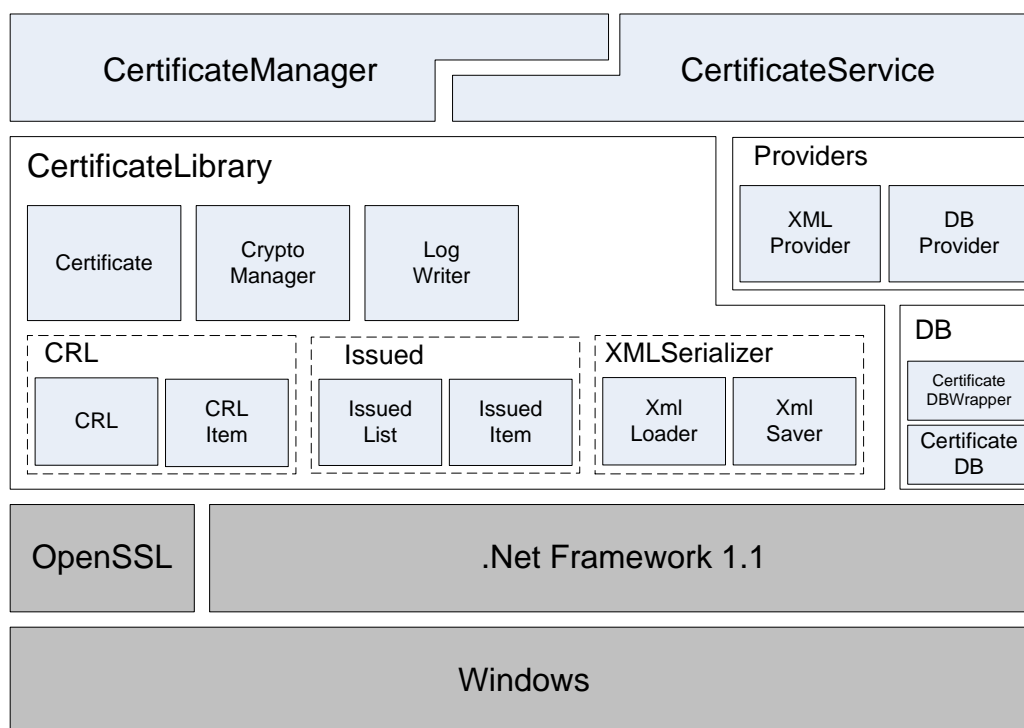 CertificateManager
CertificateService
CertificateLibrary
Providers
XML
Provider
DB
Provider
Certificate
Crypto
Manager
Log
Writer
CRL
CRL
CRL
Item
Issued
Issued
List
Issued
Item
XMLSerializer
Xml
Loader
Xml
Saver
DB
Certificate
DBWrapper
Certificate
DB
OpenSSL
.Net Framework 1.1
Windows